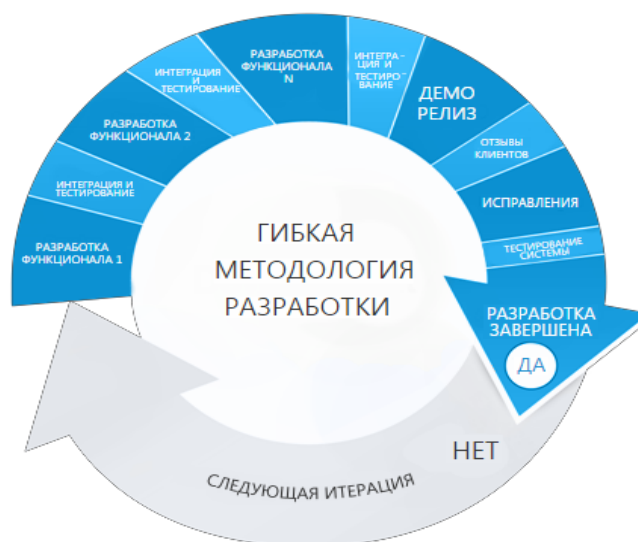 РАЗРАБОТКА
ФУНКЦИОНАЛА 1
ИНТЕГРАЦИЯ И
ТЕСТИРОВАНИЕ
РАЗРАБОТКА
ФУНКЦИОНАЛА 2
ИНТЕГРАЦИЯ
И
ТЕСТИРОВАНИЕ
РАЗРАБОТКА
ФУНКЦИОНАЛА
N
ИНТЕГРА-
ЦИЯ И
ТЕСТИРО-
ВАНИЕ
ДЕМО
РЕЛИЗ
ОТЗЫВЫ
КЛИЕНТОВ
ИСПРАВЛЕНИЯ
ТЕСТИРОВАНИЕ
СИСТЕМЫ
РАЗРАБОТКА
ЗАВЕРШЕНА
ДА
НЕТ
СЛЕДУЮЩАЯ ИТЕРАЦИЯ
ГИБКАЯ
МЕТОДОЛОГИЯ
РАЗРАБОТКИ